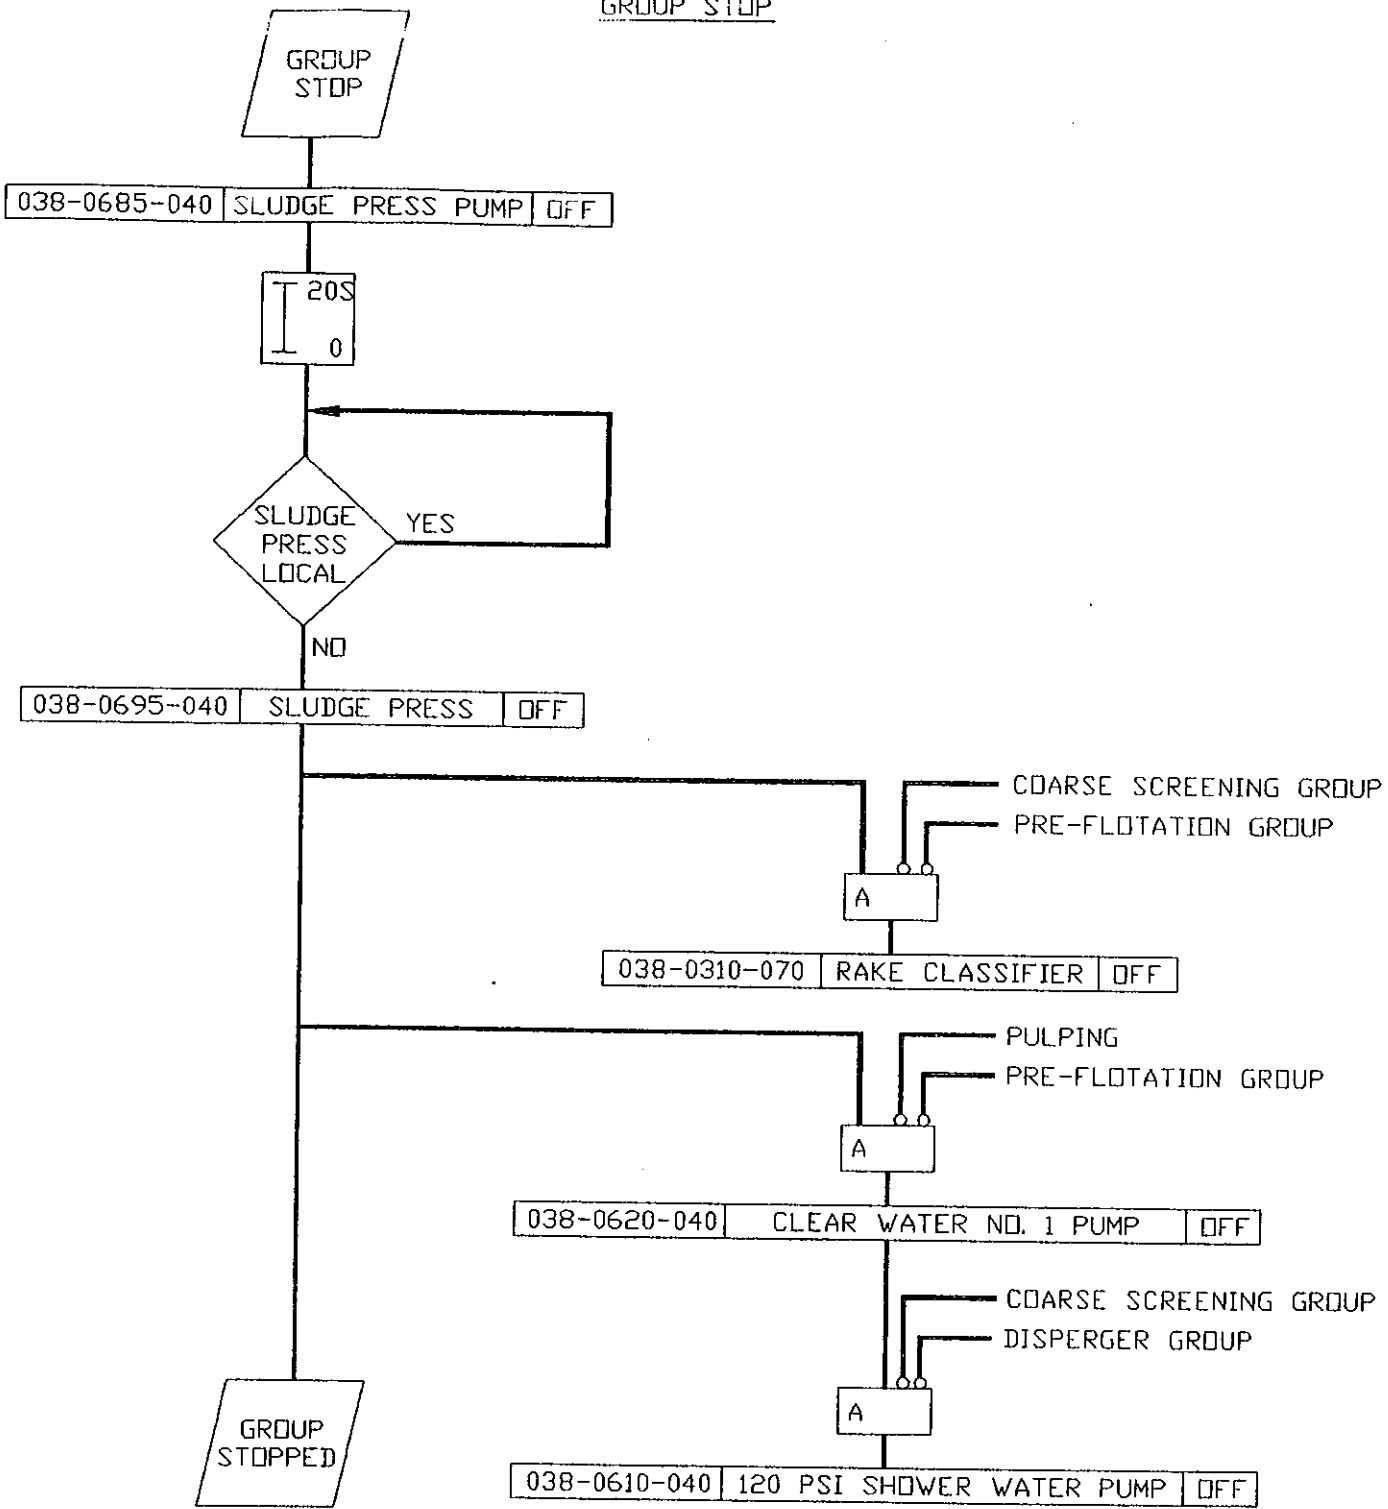 GROUP STOP
GROUP
STOP
038-0685-040 SLUDGE PRESS PUMP OFF
20S
0
SLUDGE
PRESS
LOCAL
YES
NO
038-0695-040 SLUDGE PRESS OFF
COARSE SCREENING GROUP
PRE-FLOTATION GROUP
A
038-0310-070 RAKE CLASSIFIER OFF
PULPING
PRE-FLOTATION GROUP
A
038-0620-040 CLEAR WATER NO. 1 PUMP OFF
COARSE SCREENING GROUP
DISPERGER GROUP
A
GROUP
STOPPED
038-0610-040 120 PSI SHOWER WATER PUMP OFF